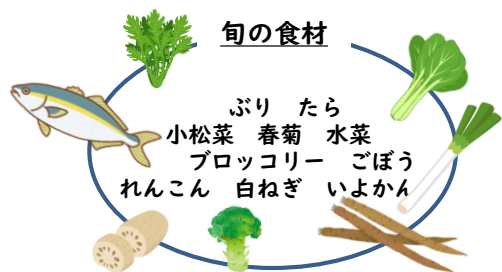 旬の食材
ぶり　たら
小松菜　春菊　水菜
ブロッコリー　ごぼう
れんこん　白ねぎ　いよかん